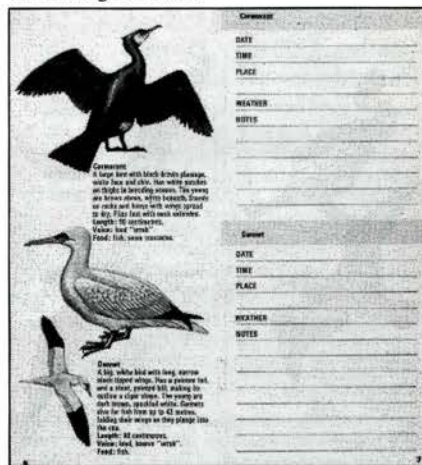 Cormorant
A large bird with black-brown plumage,
white face and chin. Has white patches
on thighs in breeding season. The young
are brown above, white beneath. Stands
on rocks and buoys with wings spread
to dry. Flies fast with neck extended.
Length: 90 centimetres.
Voice: loud
Food: fish, some crustacea.
Gannet
A big, white bird with long, narrow
black-tipped wings. Has a pointed tail,
and a stout, pointed bill, making its
outline a cigar shape. The young are
dark brown, speckled white. Gannets
dive for fish from up to 42 metres,
folding their wings as they plunge into
the sea.
Length: 90 centimetres.
Voice: loud, hoarse "urrah".
Food: fish.
Cormorant
DATE
TIME
PLACE
WEATHER
NOTES
Gannet
DATE
TIME
PLACE
WEATHER
NOTES
7